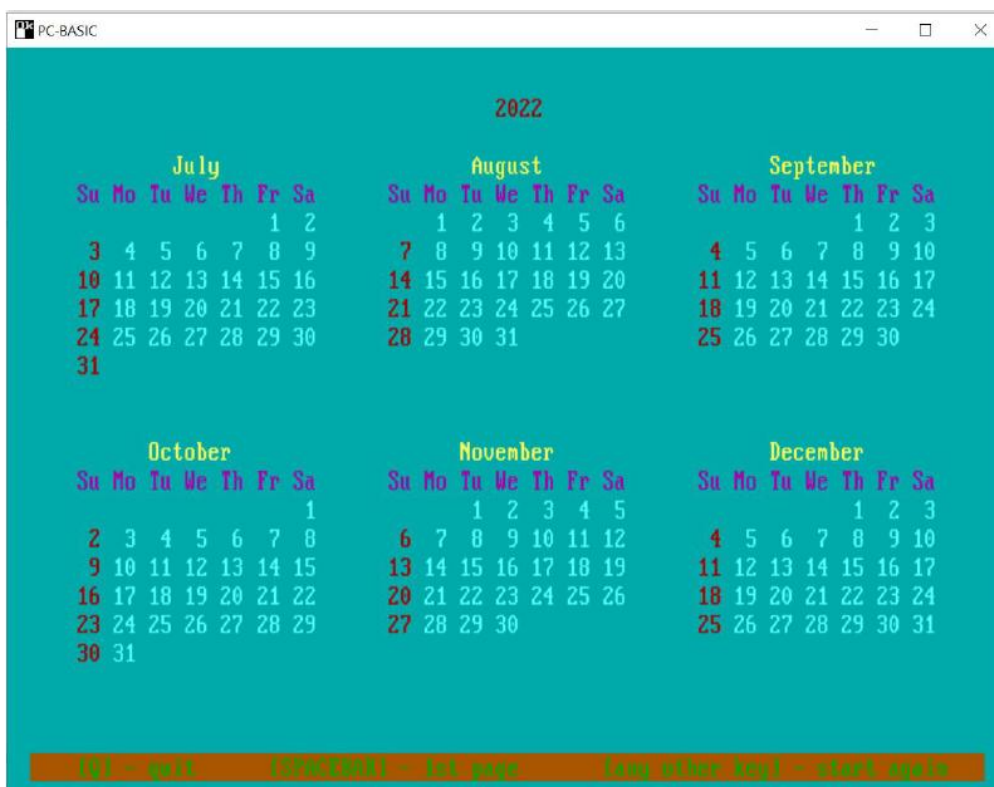 PC-BASIC
2022
July August September
Su Mo Tu We Th Fr Sa Su Mo Tu We Th Fr Sa Su Mo Tu We Th Fr Sa
1 2 1 2 3 4 5 6 1 2 3
3 4 5 6 7 8 9 7 8 9 10 11 12 13 4 5 6 7 8 9 10
10 11 12 13 14 15 16 14 15 16 17 18 19 20 11 12 13 14 15 16 17
17 18 19 20 21 22 23 21 22 23 24 25 26 27 18 19 20 21 22 23 24
24 25 26 27 28 29 30 28 29 30 31 25 26 27 28 29 30
31
October November December
Su Mo Tu We Th Fr Sa Su Mo Tu We Th Fr Sa Su Mo Tu We Th Fr Sa
1 1 2 3 4 5 1 2 3
2 3 4 5 6 7 8 6 7 8 9 10 11 12 4 5 6 7 8 9 10
9 10 11 12 13 14 15 13 14 15 16 17 18 19 11 12 13 14 15 16 17
16 17 18 19 20 21 22 20 21 22 23 24 25 26 18 19 20 21 22 23 24
23 24 25 26 27 28 29 27 28 29 30 25 26 27 28 29 30 31
30 31
[Q] - quit [SPACEBAR] - 1st page [any other key] - start again